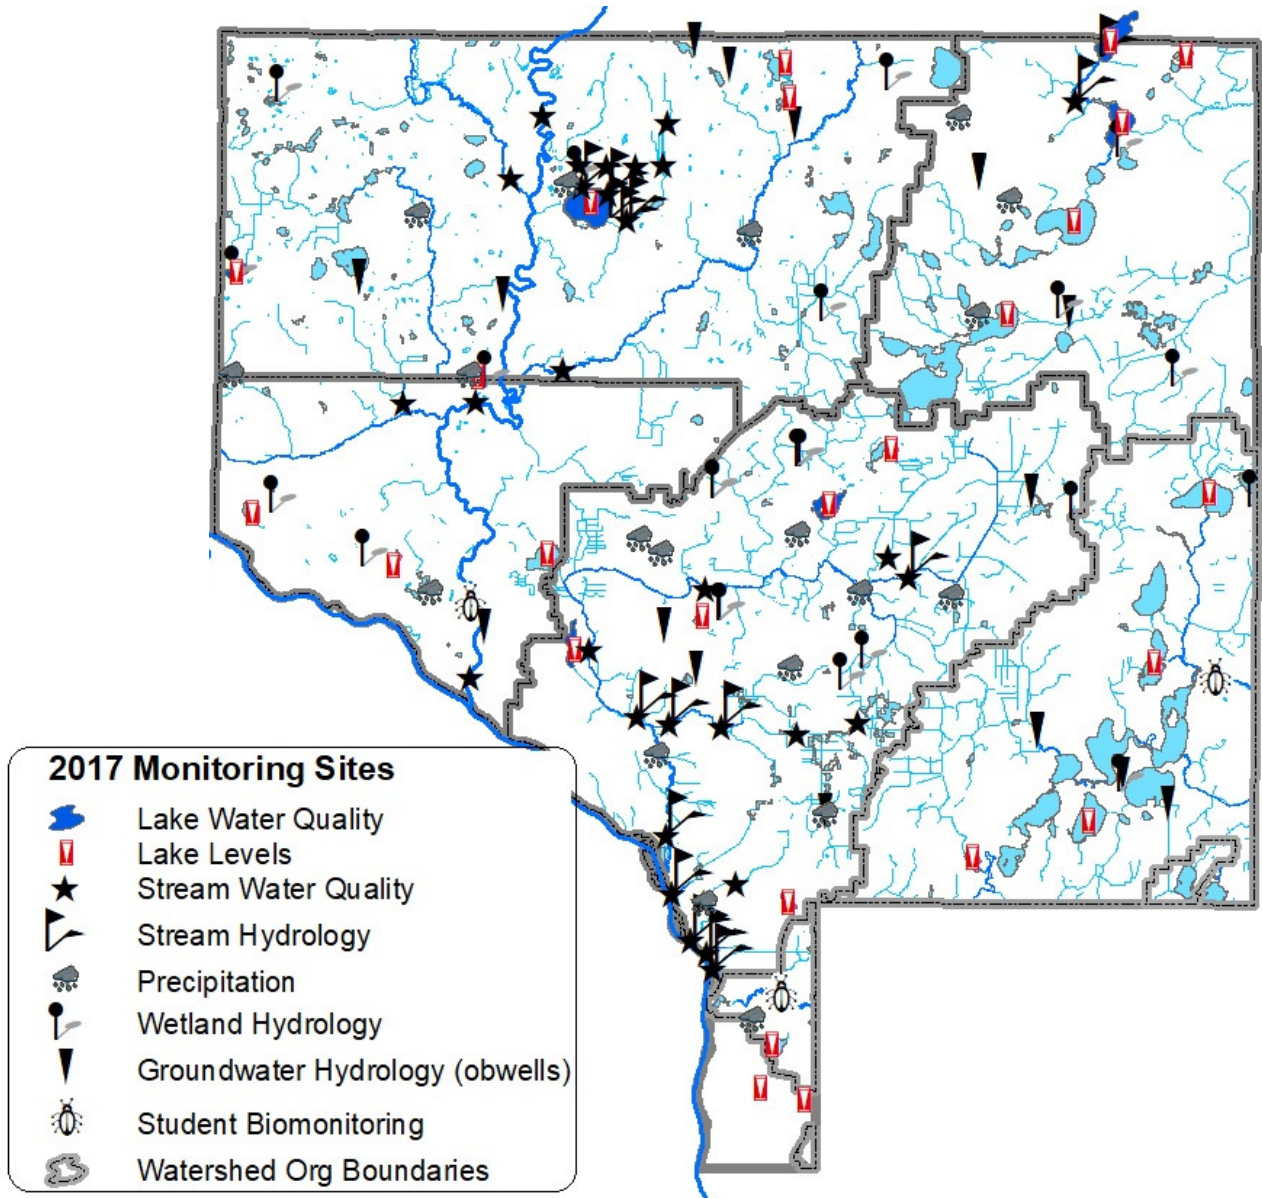 2017 Monitoring Sites
Lake Water Quality
Lake Levels
Stream Water Quality
Stream Hydrology
Precipitation
Wetland Hydrology
Groundwater Hydrology (obwells)
Student Biomonitoring
Watershed Org Boundaries